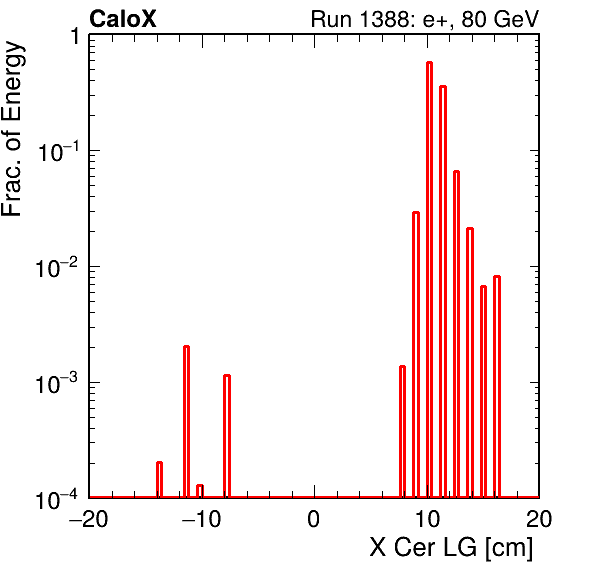 CaloX Run 1388: e+, 80 GeV
Frac. of Energy
1
10⁻¹
10⁻²
10⁻³
10⁻⁴
−20 −10 0 10 20
X Cer LG [cm]